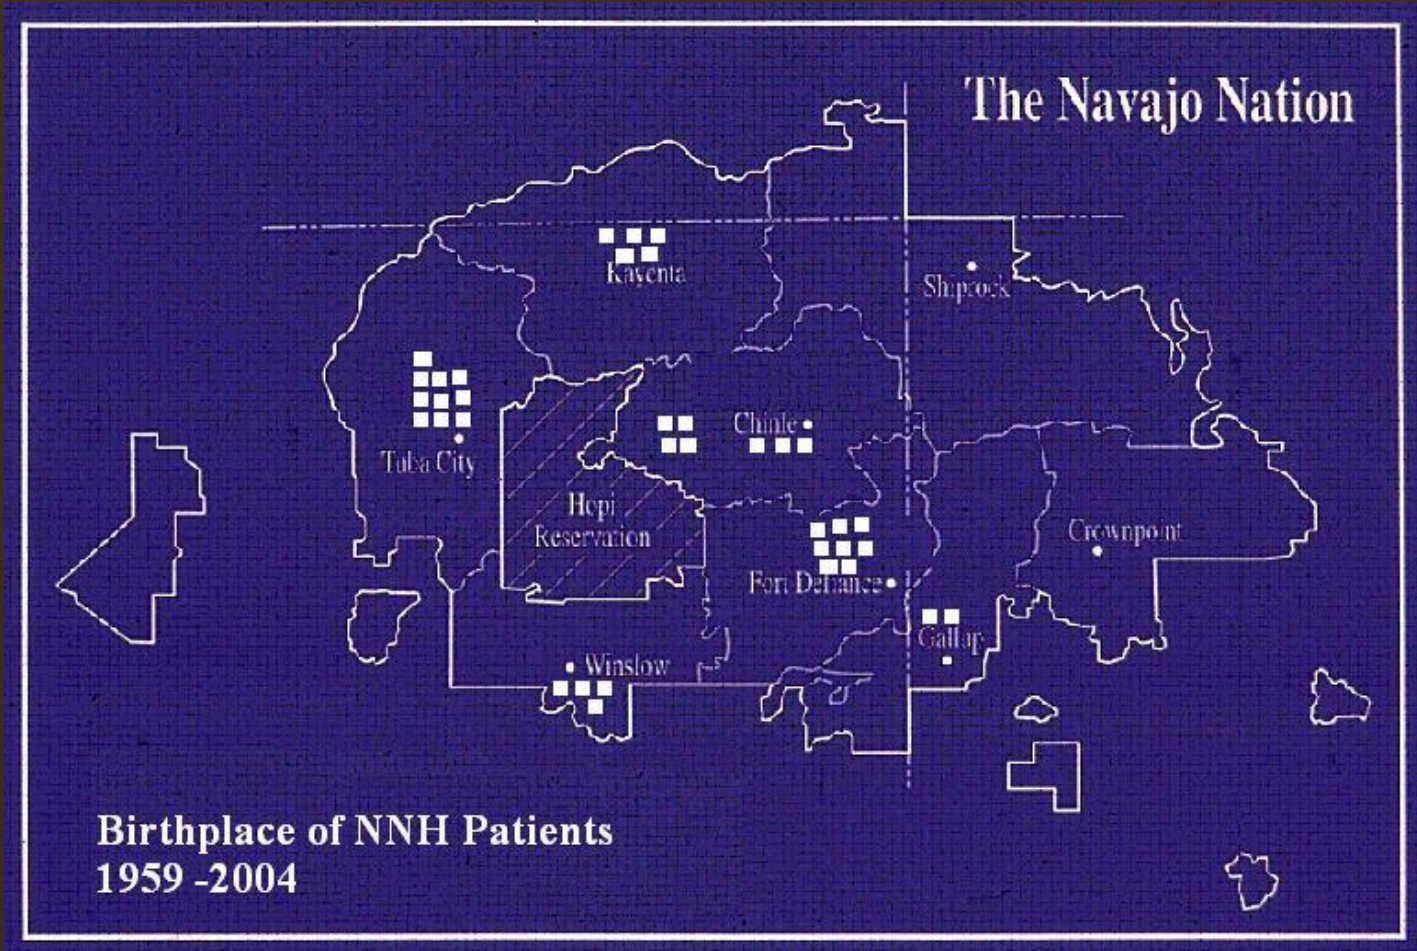 The Navajo Nation
Kayenta
Shiprock
Chinle
Tuba City
Hopi
Reservation
Crownpoint
Fort Defiance
Gallup
Winslow
Birthplace of NNH Patients
1959 -2004